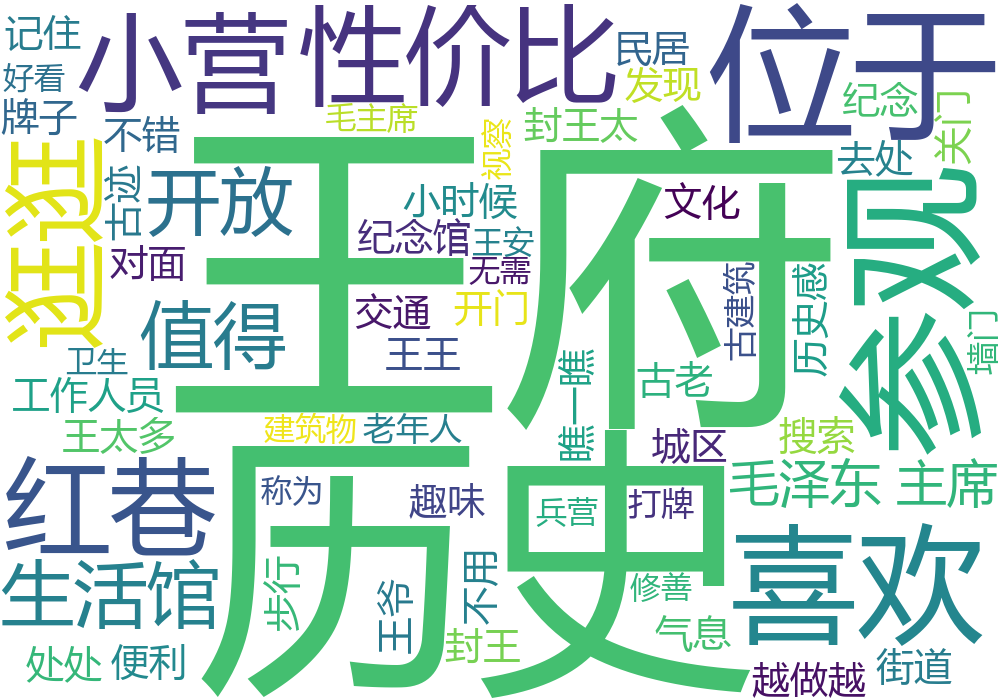 记住
小营
性价比
民居
位于
好看
发现
纪念
关门
牌子
不错
毛主席
视察
封王太
去处
逛逛
古迹
开放
王府
小时候
文化
参观
纪念馆
王安
对面
无需
古建筑
历史感
值得
交通
开门
王王
墙门
卫生
瞧一瞧
古老
工作人员
王太多
建筑物
老年人
城区
搜索
红巷
历史
称为
趣味
兵营
打牌
毛泽东
主席
生活馆
步行
王爷
不用
修善
喜欢
处处
便利
封王
气息
越做越
街道